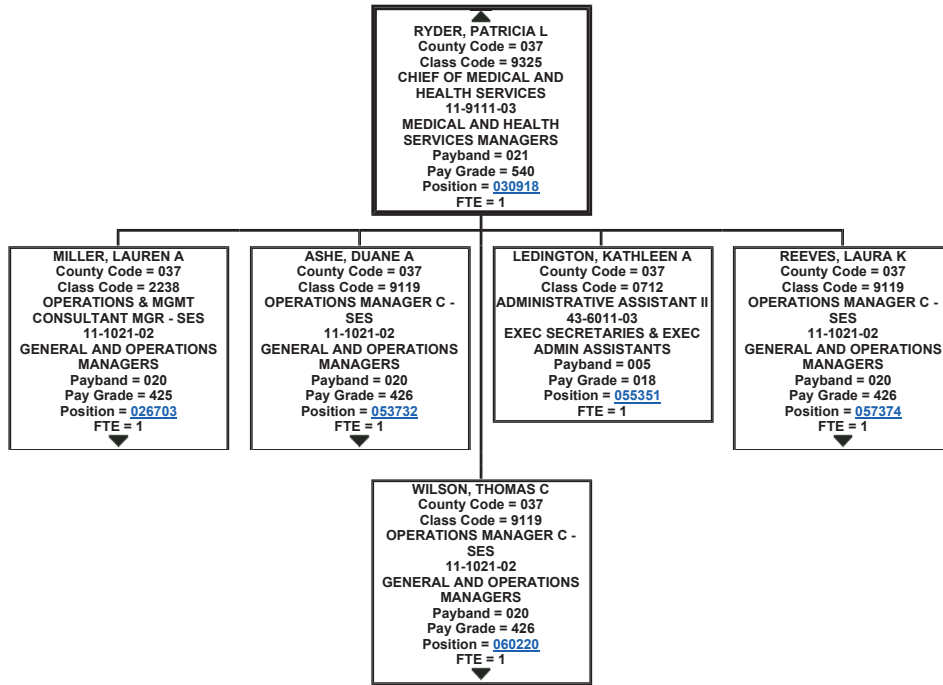 RYDER, PATRICIA L
County Code = 037
Class Code = 9325
CHIEF OF MEDICAL AND
HEALTH SERVICES
11-9111-03
MEDICAL AND HEALTH
SERVICES MANAGERS
Payband = 021
Pay Grade = 540
Position = 030918
FTE = 1
MILLER, LAUREN A
County Code = 037
Class Code = 2238
OPERATIONS & MGMT
CONSULTANT MGR - SES
11-1021-02
GENERAL AND OPERATIONS
MANAGERS
Payband = 020
Pay Grade = 425
Position = 026703
FTE = 1
ASHE, DUANE A
County Code = 037
Class Code = 9119
OPERATIONS MANAGER C -
SES
11-1021-02
GENERAL AND OPERATIONS
MANAGERS
Payband = 020
Pay Grade = 426
Position = 053732
FTE = 1
LEDINGTON, KATHLEEN A
County Code = 037
Class Code = 0712
ADMINISTRATIVE ASSISTANT II
43-6011-03
EXEC SECRETARIES & EXEC
ADMIN ASSISTANTS
Payband = 005
Pay Grade = 018
Position = 055351
FTE = 1
REEVES, LAURA K
County Code = 037
Class Code = 9119
OPERATIONS MANAGER C -
SES
11-1021-02
GENERAL AND OPERATIONS
MANAGERS
Payband = 020
Pay Grade = 426
Position = 057374
FTE = 1
WILSON, THOMAS C
County Code = 037
Class Code = 9119
OPERATIONS MANAGER C -
SES
11-1021-02
GENERAL AND OPERATIONS
MANAGERS
Payband = 020
Pay Grade = 426
Position = 060220
FTE = 1